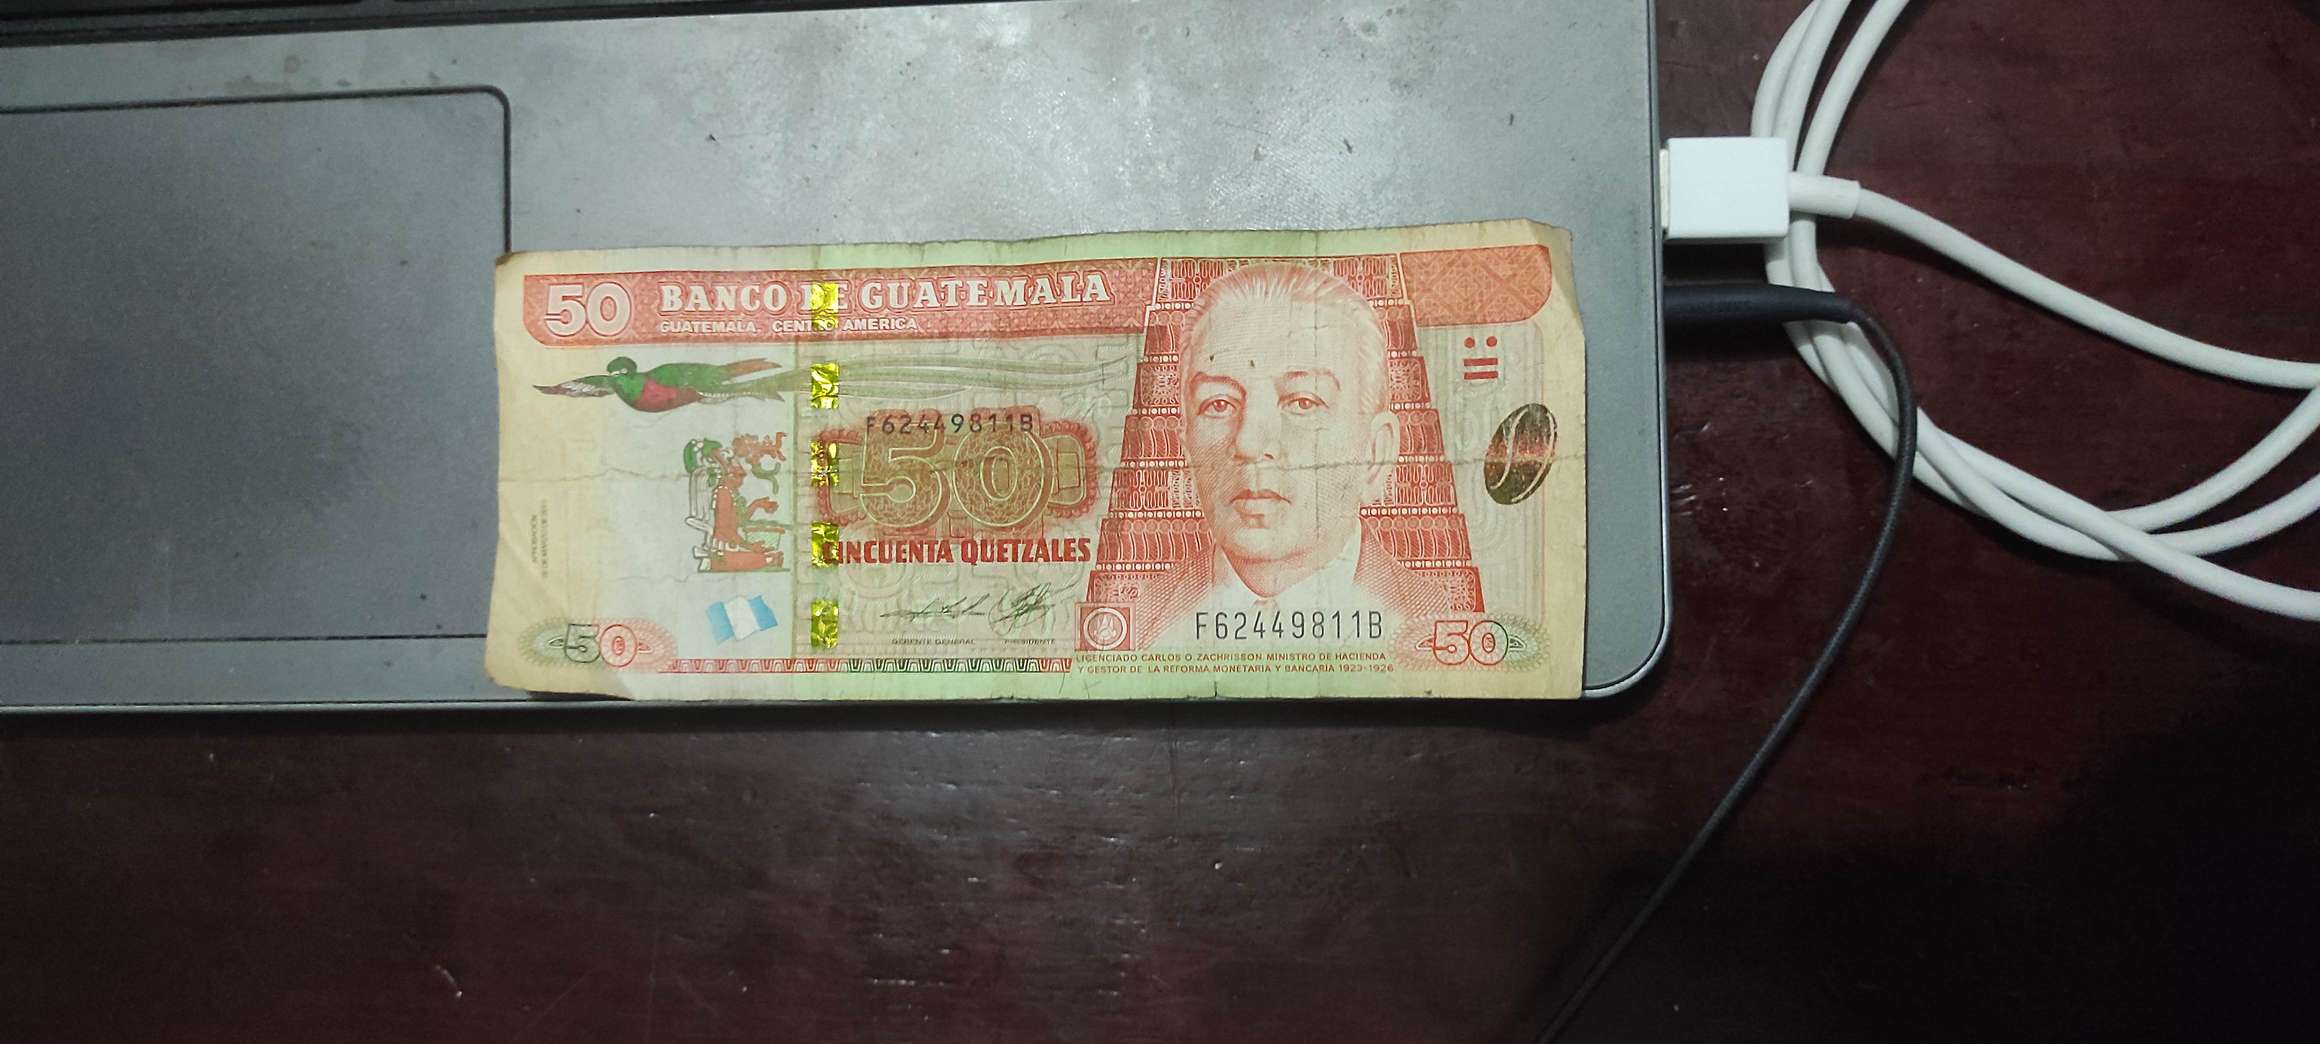 50 BANCO DE GUATEMALA
GUATEMALA, CENTRO AMERICA
F62449811B
50
CINCUENTA QUETZALES
GERENTE GENERAL PRESIDENTE
F62449811B
50
50
LICENCIADO CARLOS O ZACHRISSON MINISTRO DE HACIENDA
Y GESTOR DE LA REFORMA MONETARIA Y BANCARIA 1923-1926